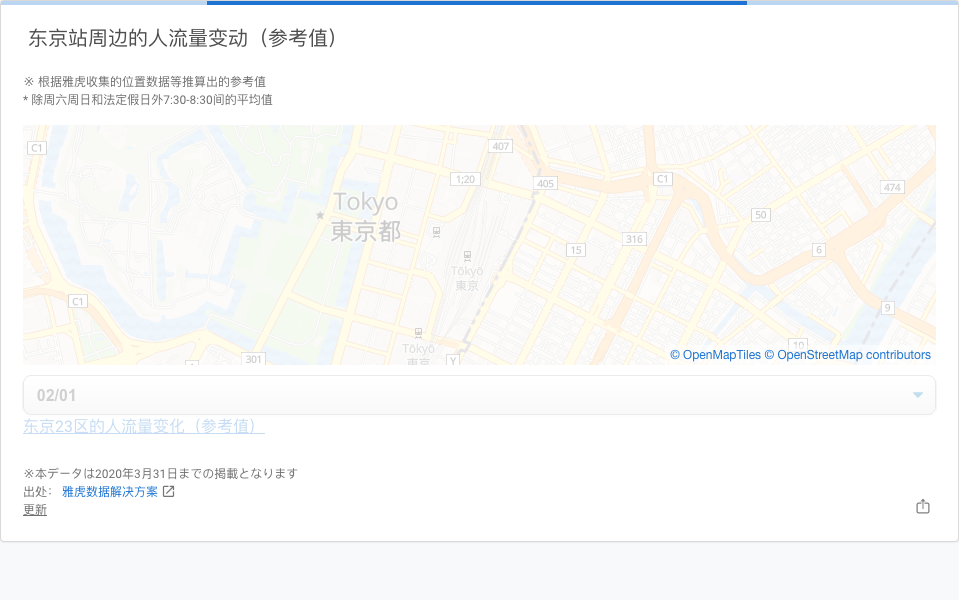 东京站周边的人流量变动（参考值）
※ 根据雅虎收集的位置数据等推算出的参考值
* 除周六周日和法定假日外7:30-8:30间的平均值
C1
407
1;20
405
C1
474
Tokyo
東京都
50
316
15
6
Tōkyō
東京
C1
9
10
301
Tōkyō
東京
Y
© OpenMapTiles © OpenStreetMap contributors
02/01
东京23区的人流量变化（参考值）
※本データは2020年3月31日までの掲載となります
出处： 雅虎数据解决方案
更新